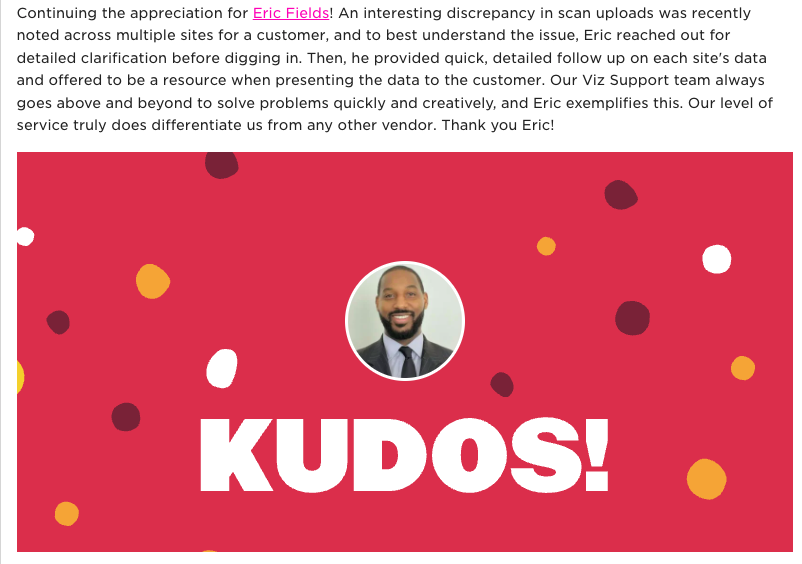 Continuing the appreciation for Eric Fields! An interesting discrepancy in scan uploads was recently
noted across multiple sites for a customer, and to best understand the issue, Eric reached out for
detailed clarification before digging in. Then, he provided quick, detailed follow up on each site's data
and offered to be a resource when presenting the data to the customer. Our Viz Support team always
goes above and beyond to solve problems quickly and creatively, and Eric exemplifies this. Our level of
service truly does differentiate us from any other vendor. Thank you Eric!
KUDOS!